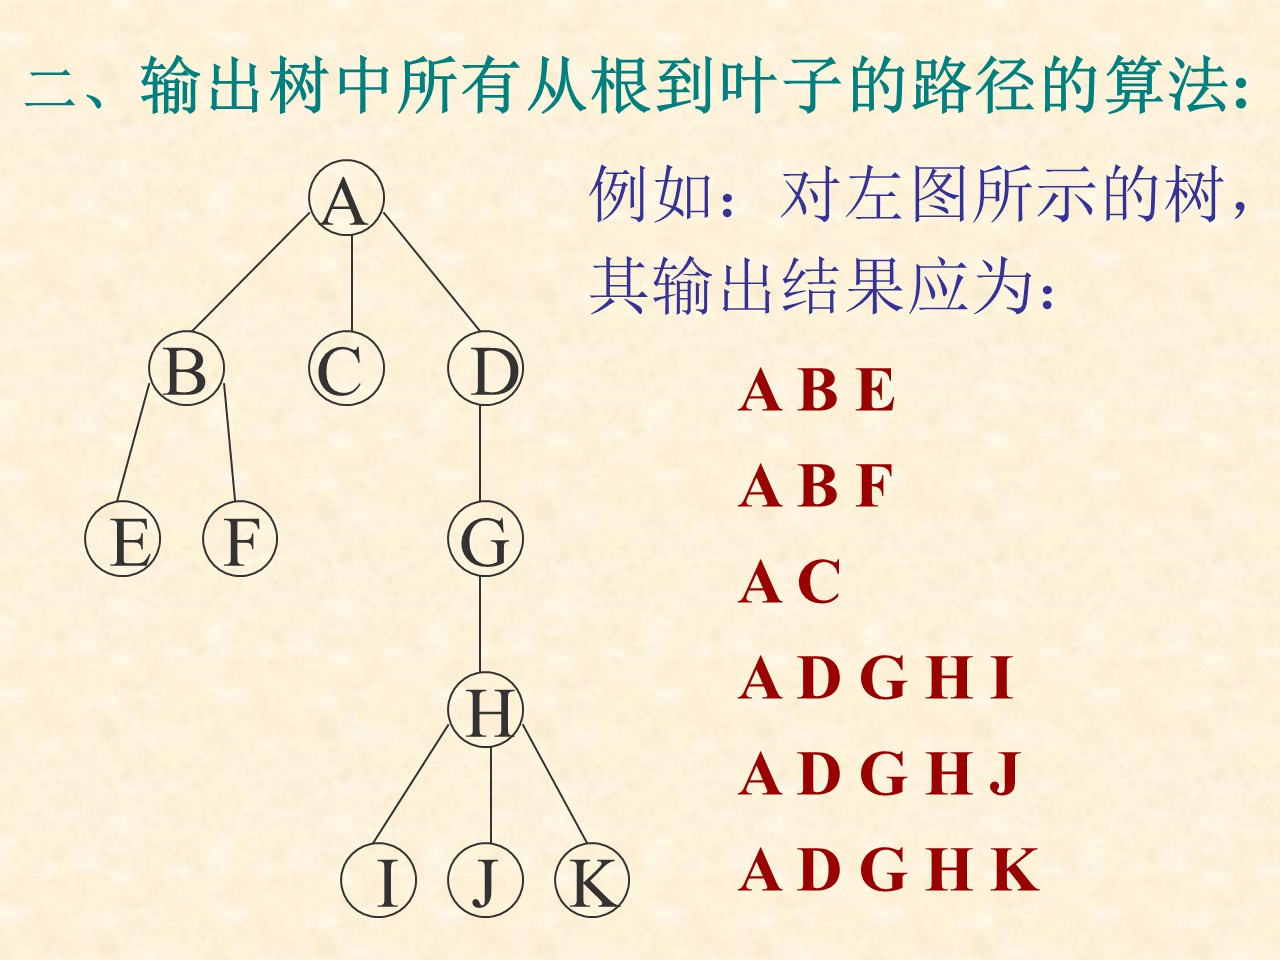 二、输出树中所有从根到叶子的路径的算法:
例如：对左图所示的树，
其输出结果应为：
A
B C D
E F G
H
I J K
A B E
A B F
A C
A D G H I
A D G H J
A D G H K